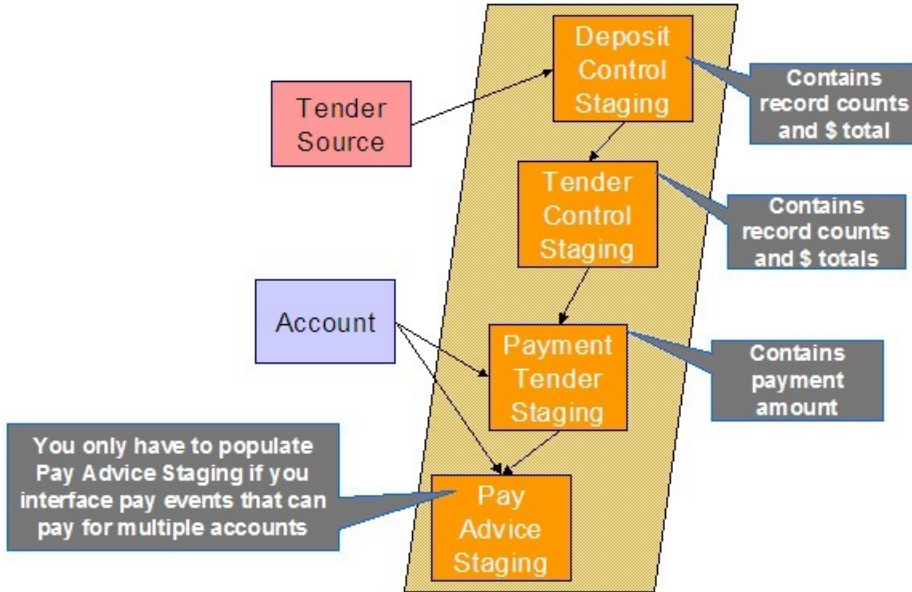 Deposit
Control
Staging
Contains
record counts
and $ total
Tender
Source
Tender
Control
Staging
Contains
record counts
and $ totals
Account
Payment
Tender
Staging
Contains
payment
amount
You only have to populate
Pay Advice Staging if you
interface pay events that can
pay for multiple accounts
Pay
Advice
Staging